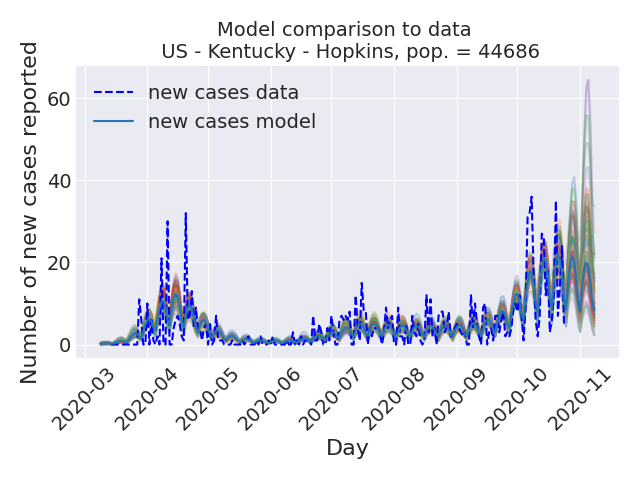 Model comparison to data
US - Kentucky - Hopkins, pop. = 44686
Number of new cases reported
60
40
20
0
new cases data
new cases model
2020-03
2020-04
2020-05
2020-06
2020-07
2020-08
2020-09
2020-10
2020-11
Day